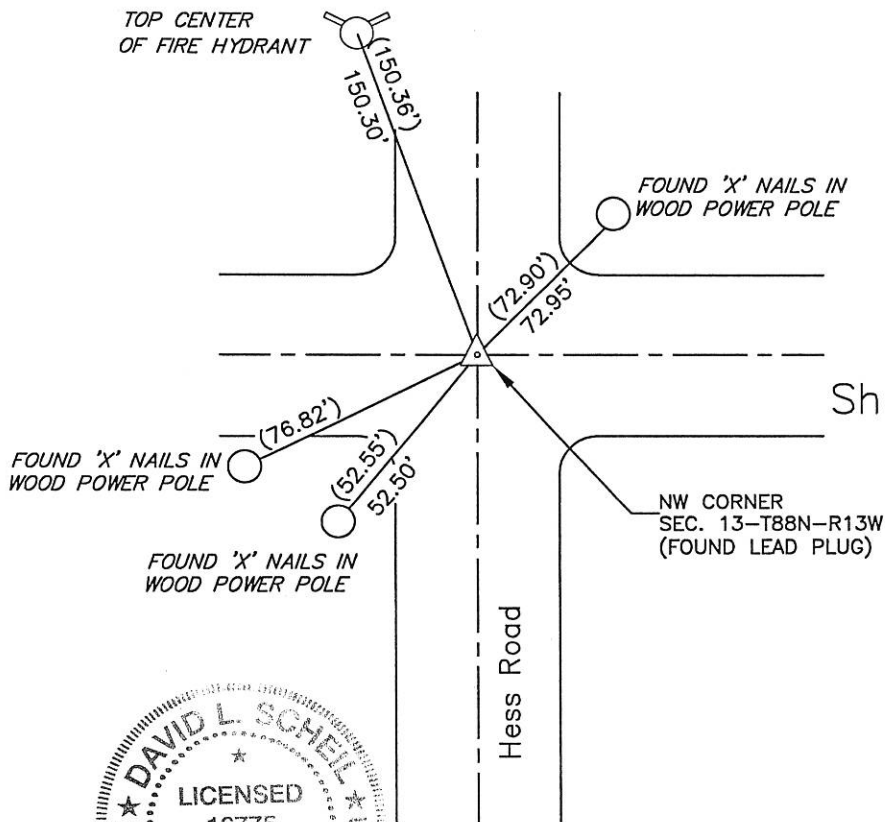 TOP CENTER
OF FIRE HYDRANT
(150.36')
150.30'
FOUND 'X' NAILS IN
WOOD POWER POLE
(72.90')
72.95'
Sh
(76.82')
FOUND 'X' NAILS IN
WOOD POWER POLE
(52.55')
52.50'
NW CORNER
SEC. 13-T88N-R13W
(FOUND LEAD PLUG)
FOUND 'X' NAILS IN
WOOD POWER POLE
Hess Road
DAVID L. SCHEIL
LICENSED